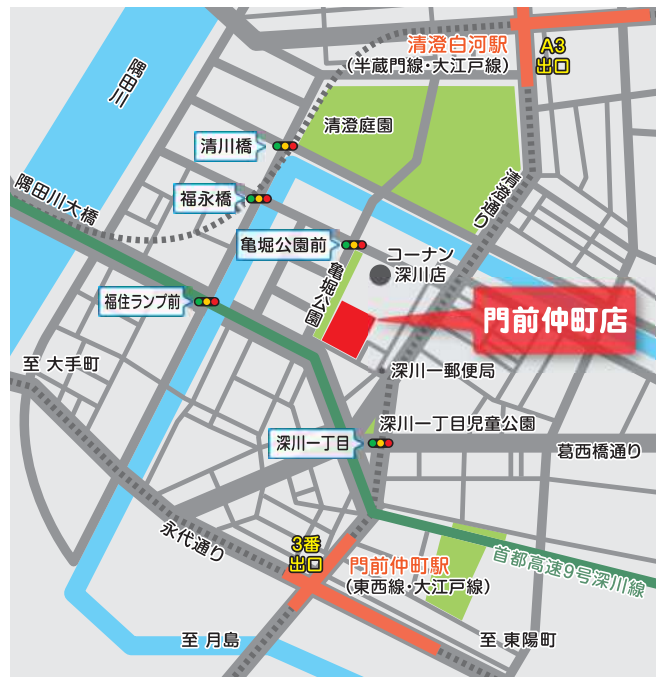 清澄白河駅
(半蔵門線・大江戸線)
A3
出口
隅田川
清澄庭園
清川橋
清澄通り
福永橋
隅田川大橋
亀堀公園前
コーナン
深川店
亀堀公園
福住ランプ前
門前仲町店
至 大手町
深川一郵便局
深川一丁目児童公園
深川一丁目
葛西橋通り
永代通り
3番
出口
門前仲町駅
(東西線・大江戸線)
首都高速9号深川線
至 月島
至 東陽町